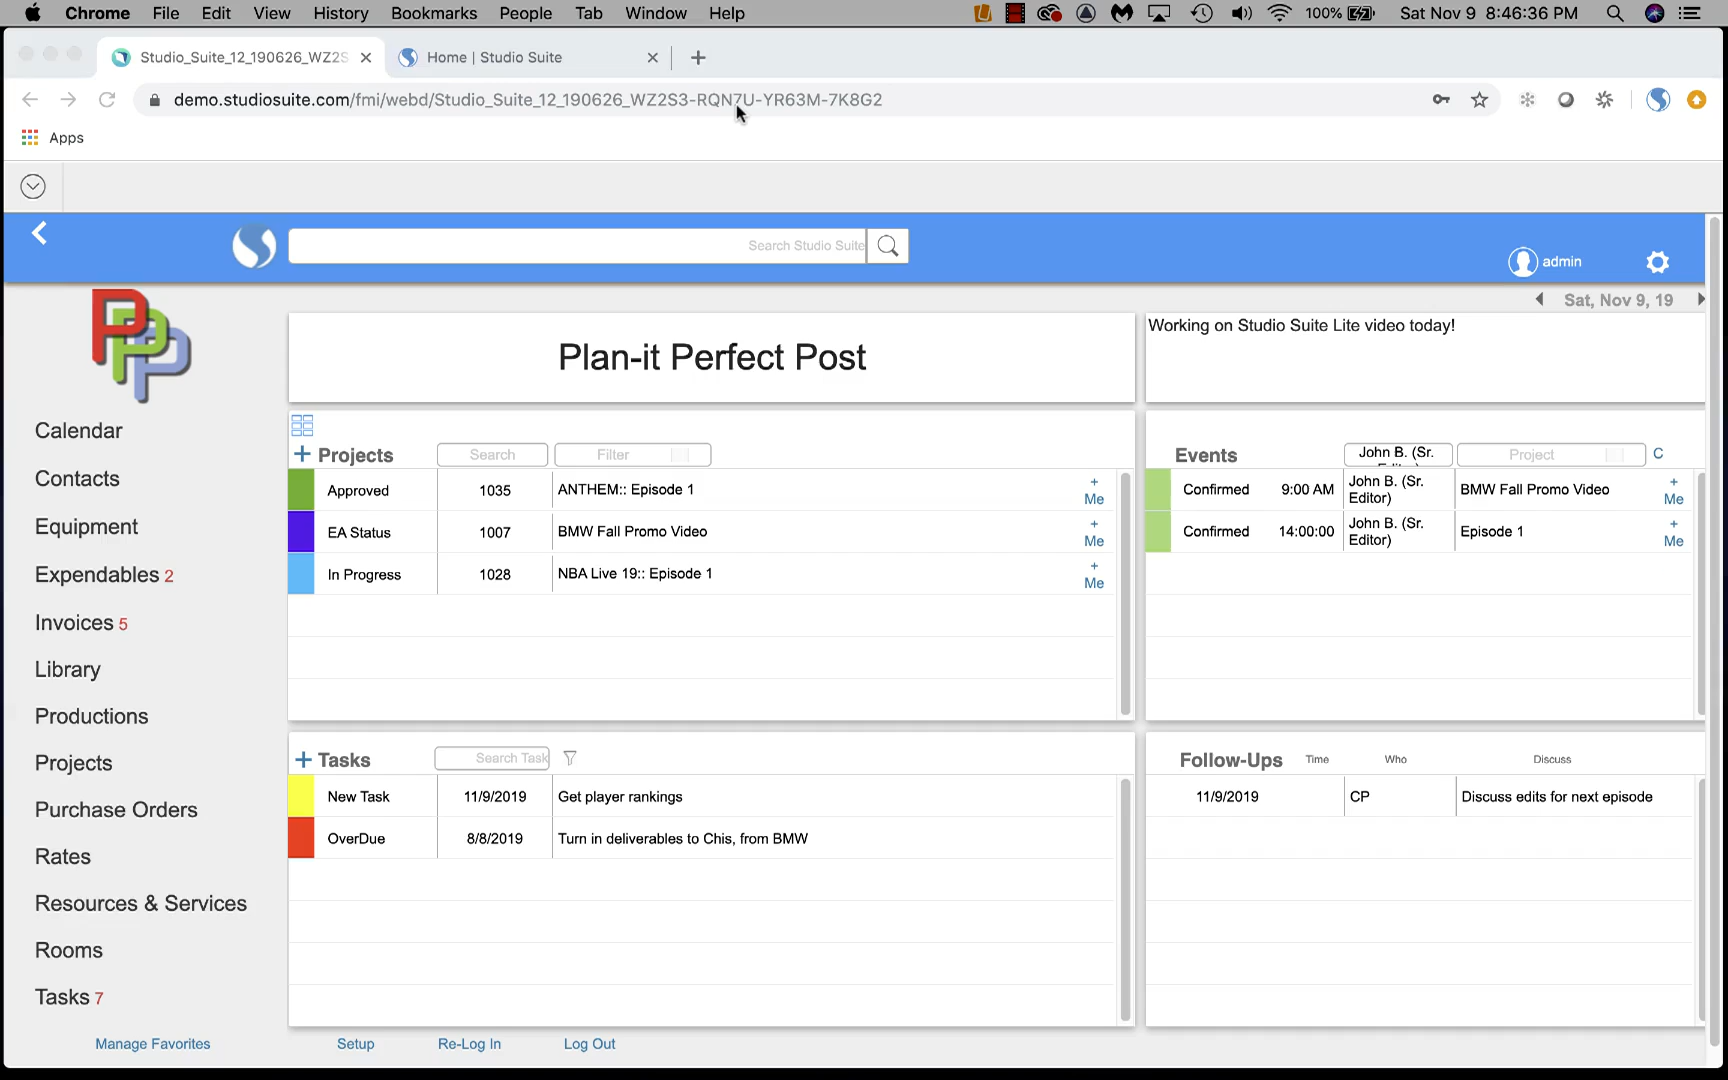 Chrome File Edit View History Bookmarks People Tab Window Help 100% Sat Nov 9 8:46:36 PM
Studio_Suite_12_190626_WZ2S Home | Studio Suite
demo.studiosuite.com/fmi/webd/Studio_Suite_12_190626_WZ2S3-RQN7U-YR63M-7K8G2
Apps
Search Studio Suite
admin
Sat, Nov 9, 19
PPP
Plan-it Perfect Post
Working on Studio Suite Lite video today!
Calendar
Contacts
Equipment
Expendables 2
Invoices 5
Library
Productions
Projects
Purchase Orders
Rates
Resources & Services
Rooms
Tasks 7
Manage Favorites
+ Projects Search Filter
Approved 1035 ANTHEM:: Episode 1 + Me
EA Status 1007 BMW Fall Promo Video + Me
In Progress 1028 NBA Live 19:: Episode 1 + Me
Events John B. (Sr. Project C
Confirmed 9:00 AM John B. (Sr. Editor) BMW Fall Promo Video + Me
Confirmed 14:00:00 John B. (Sr. Editor) Episode 1 + Me
+ Tasks Search Task
New Task 11/9/2019 Get player rankings
OverDue 8/8/2019 Turn in deliverables to Chis, from BMW
Follow-Ups Time Who Discuss
11/9/2019 CP Discuss edits for next episode
Setup Re-Log In Log Out